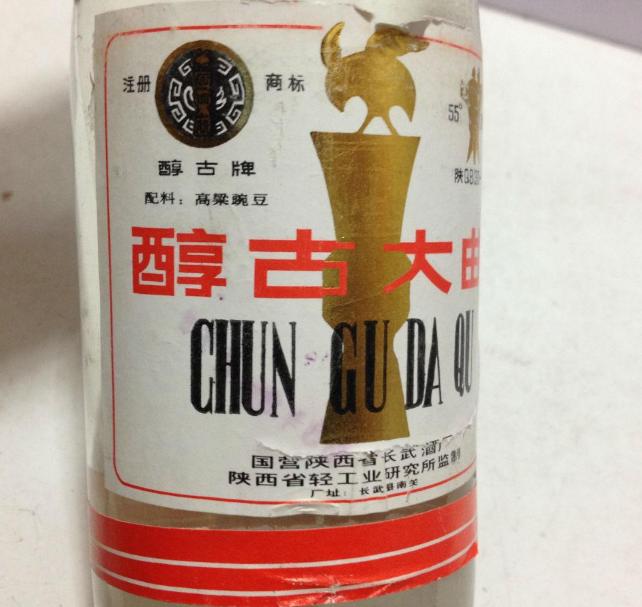 注册 商标
55°
醇古牌
配料：高粱豌豆
醇古大曲
CHUN GU DA QU
国营陕西省长武酒厂
陕西省轻工业研究所监制
厂址：长武县南关